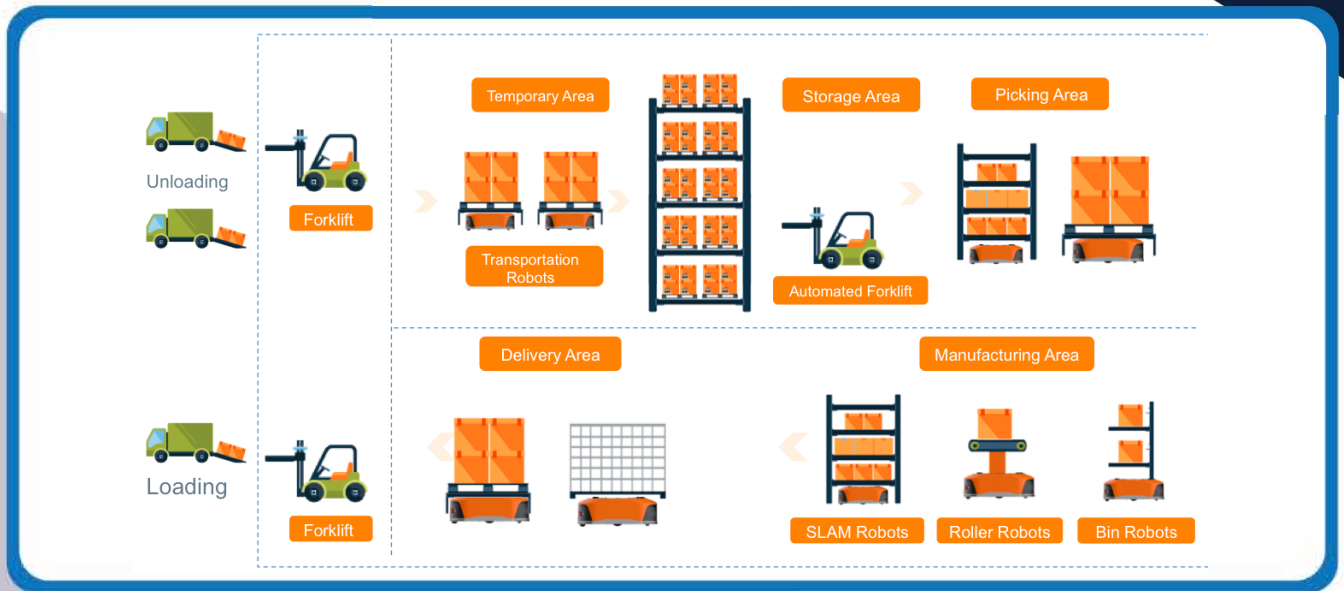 Temporary Area
Storage Area
Picking Area
Unloading
Forklift
Transportation
Robots
Automated Forklift
Delivery Area
Manufacturing Area
Loading
Forklift
SLAM Robots
Roller Robots
Bin Robots